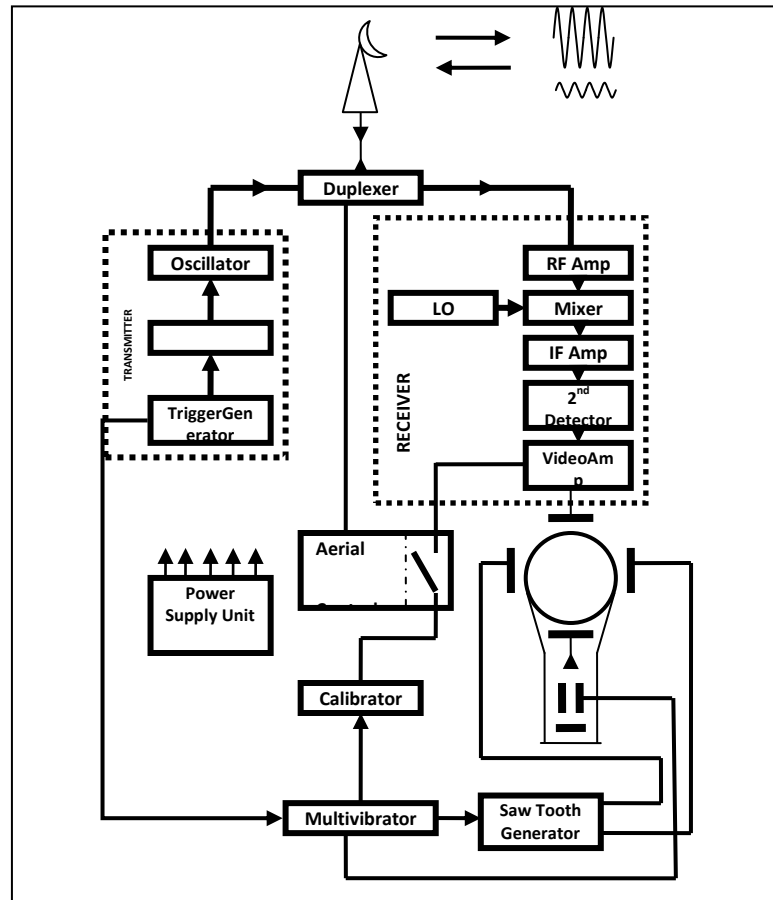 Duplexer
Oscillator
TRANSMITTER
TriggerGen
erator
RF Amp
LO
Mixer
IF Amp
2nd
Detector
VideoAm
p
RECEIVER
Aerial
Power
Supply Unit
Calibrator
Multivibrator
Saw Tooth
Generator